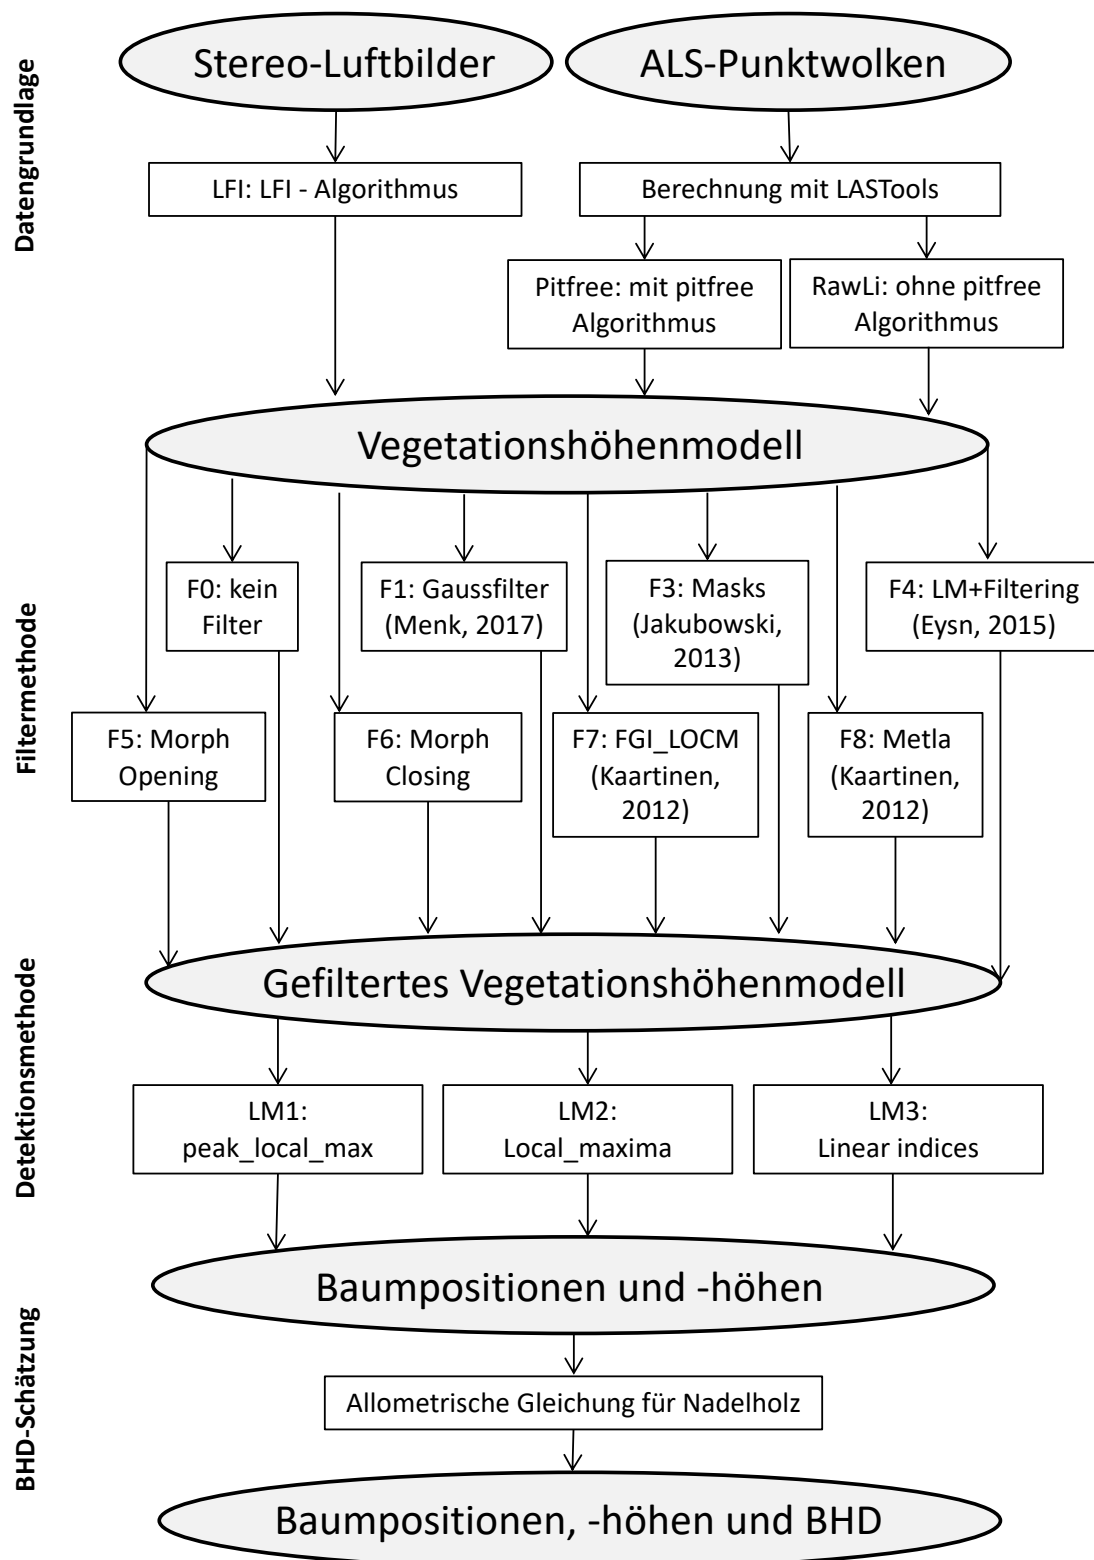 Datengrundlage
Stereo-Luftbilder
ALS-Punktwolken
LFI: LFI - Algorithmus
Berechnung mit LASTools
Pitfree: mit pitfree
Algorithmus
RawLi: ohne pitfree
Algorithmus
Vegetationshöhenmodell
Filtermethode
F0: kein
Filter
F1: Gaussfilter
(Menk, 2017)
F3: Masks
(Jakubowski,
2013)
F4: LM+Filtering
(Eysn, 2015)
F5: Morph
Opening
F6: Morph
Closing
F7: FGI_LOCM
(Kaartinen,
2012)
F8: Metla
(Kaartinen,
2012)
Gefiltertes Vegetationshöhenmodell
Detektionsmethode
LM1:
peak_local_max
LM2:
Local_maxima
LM3:
Linear indices
Baumpositionen und -höhen
BHD-Schätzung
Allometrische Gleichung für Nadelholz
Baumpositionen, -höhen und BHD